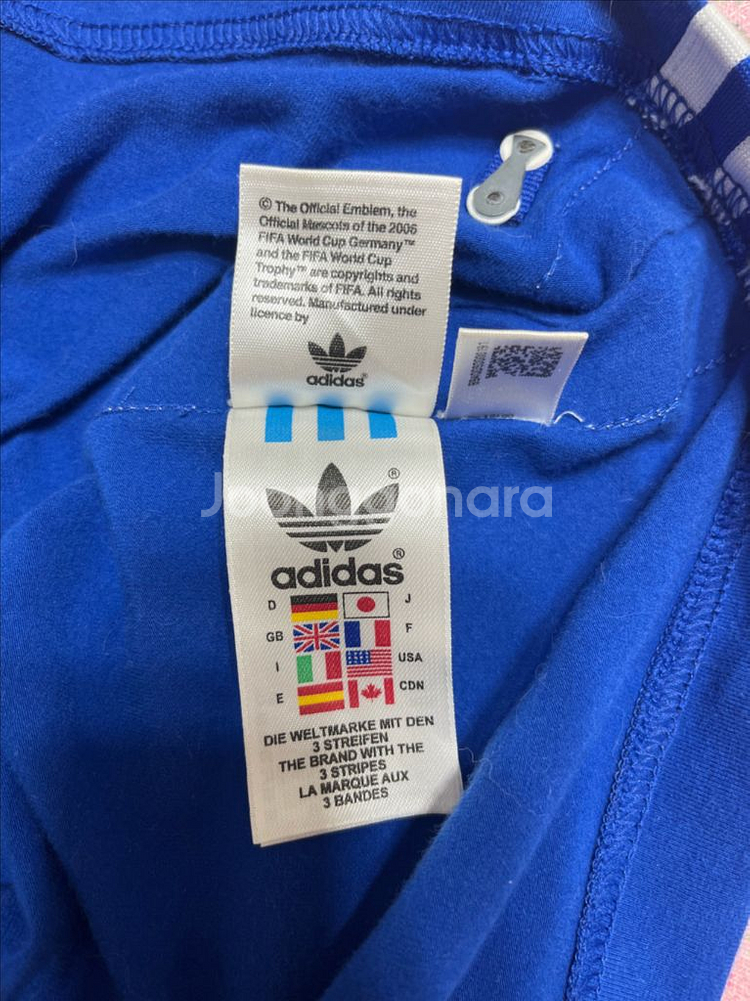 © The Official Emblem, the
Official Mascots of the 2006
FIFA World Cup Germany™
and the FIFA World Cup
Trophy™ are copyrights and
trademarks of FIFA. All rights
reserved. Manufactured under
licence by
adidas®
®
Joonggonara
adidas®
D J
GB F
I USA
E CDN
DIE WELTMARKE MIT DEN
3 STREIFEN
THE BRAND WITH THE
3 STRIPES
LA MARQUE AUX
3 BANDES